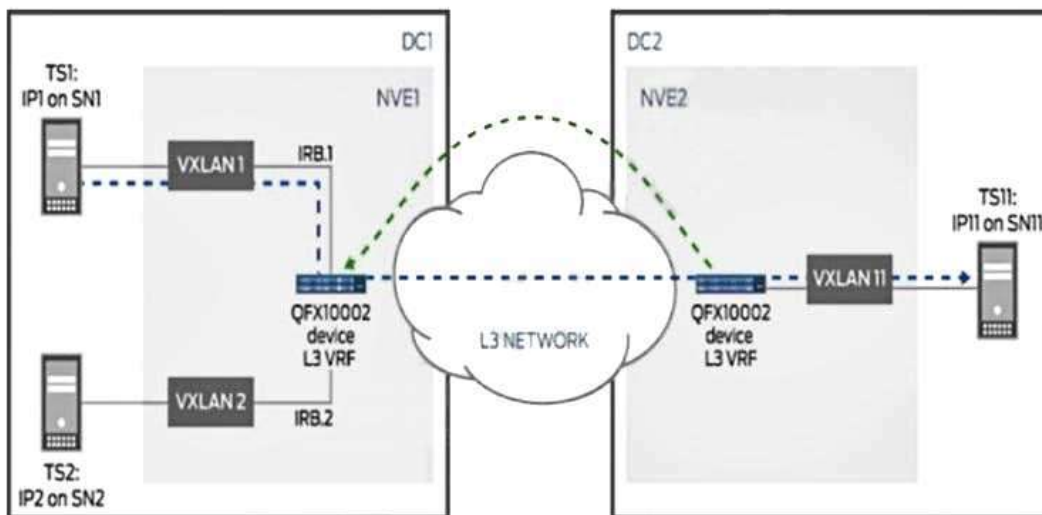 DC1
DC2
TS1:
IP1 on SN1
NVE1
NVE2
VXLAN 1
IRB.1
TS11:
IP11 on SN11
VXLAN 11
QFX10002
device
L3 VRF
L3 NETWORK
QFX10002
device
L3 VRF
VXLAN 2
IRB.2
TS2:
IP2 on SN2